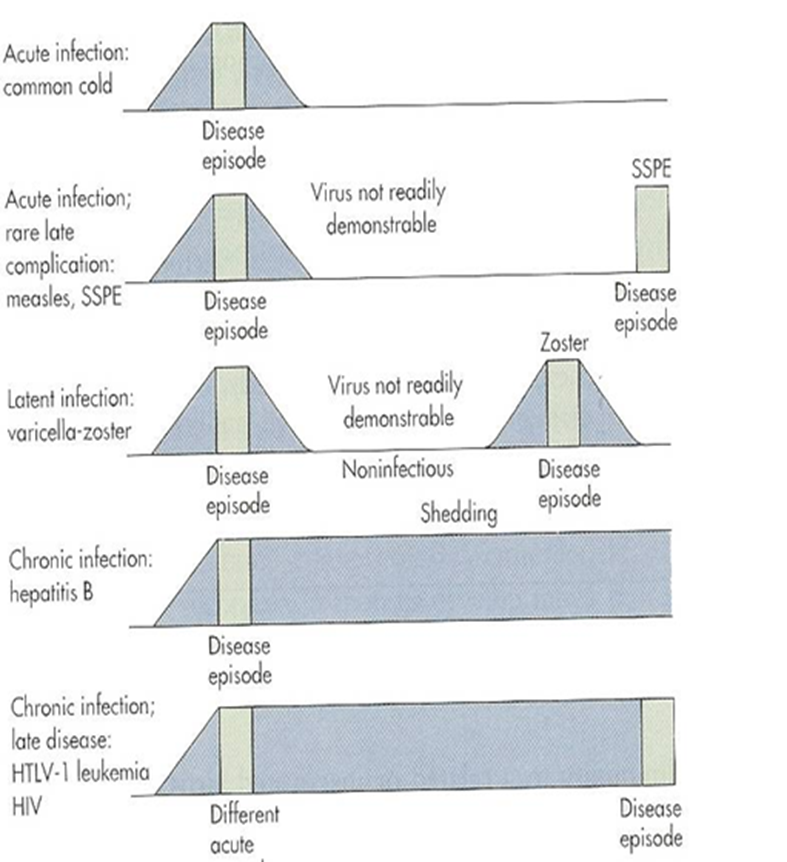 Acute infection:
common cold
Disease
episode
Acute infection;
rare late
complication:
measles, SSPE
Virus not readily
demonstrable
SSPE
Disease
episode
Disease
episode
Latent infection:
varicella-zoster
Virus not readily
demonstrable
Zoster
Noninfectious
Disease
episode
Disease
episode
Shedding
Chronic infection:
hepatitis B
Disease
episode
Chronic infection;
late disease:
HTLV-1 leukemia
HIV
Different
acute
Disease
episode